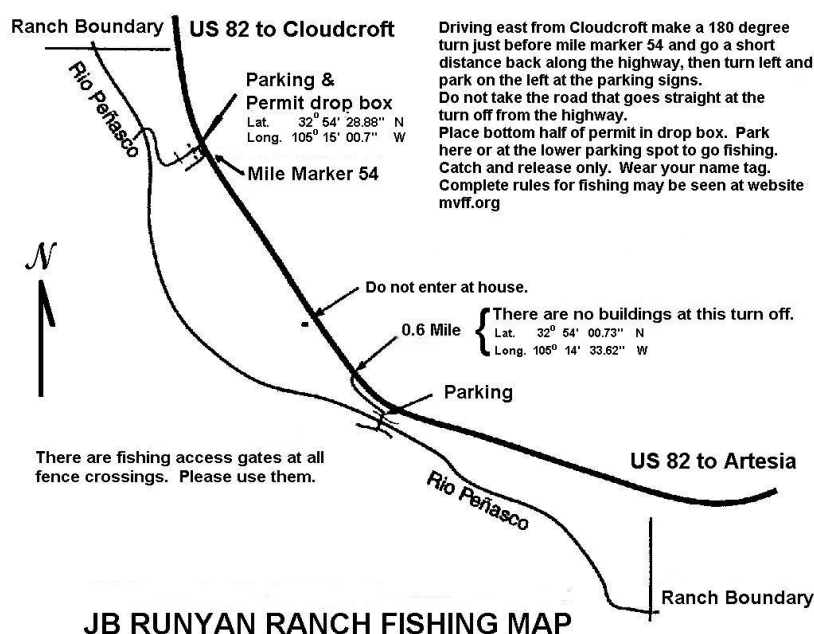 Ranch Boundary
US 82 to Cloudcroft
Driving east from Cloudcroft make a 180 degree
turn just before mile marker 54 and go a short
distance back along the highway, then turn left and
park on the left at the parking signs.
Do not take the road that goes straight at the
turn off from the highway.
Place bottom half of permit in drop box. Park
here or at the lower parking spot to go fishing.
Catch and release only. Wear your name tag.
Complete rules for fishing may be seen at website
mvff.org
Rio Peñasco
Parking &
Permit drop box
Lat. 32⁰ 54' 28.88" N
Long. 105⁰ 15' 00.7" W
Mile Marker 54
N
Do not enter at house.
0.6 Mile
There are no buildings at this turn off.
Lat. 32⁰ 54' 00.73" N
Long. 105⁰ 14' 33.62" W
Parking
There are fishing access gates at all
fence crossings. Please use them.
US 82 to Artesia
Rio Peñasco
Ranch Boundary
JB RUNYAN RANCH FISHING MAP